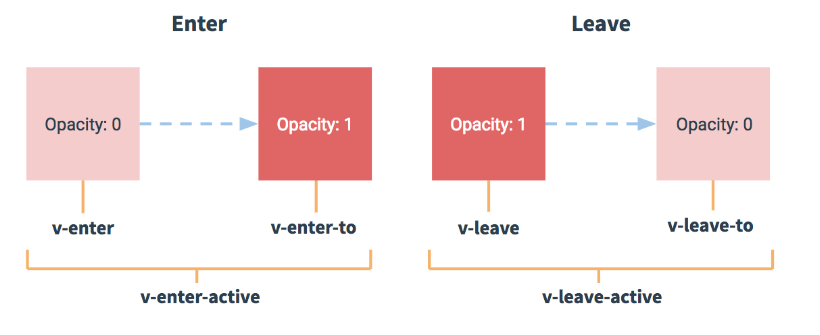 Enter
Leave
Opacity: 0
Opacity: 1
Opacity: 1
Opacity: 0
v-enter
v-enter-to
v-leave
v-leave-to
v-enter-active
v-leave-active